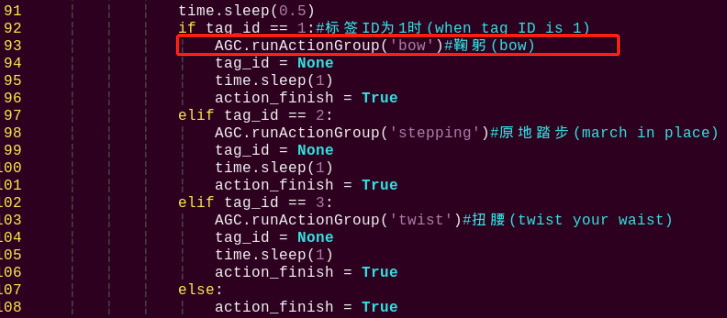 91 time.sleep(0.5)
92 if tag_id == 1:#标签ID为1时(when tag ID is 1)
93 AGC.runActionGroup('bow')#鞠躬(bow)
94 tag_id = None
95 time.sleep(1)
96 action_finish = True
97 elif tag_id == 2:
98 AGC.runActionGroup('stepping')#原地踏步(march in place)
99 tag_id = None
100 time.sleep(1)
101 action_finish = True
102 elif tag_id == 3:
103 AGC.runActionGroup('twist')#扭腰(twist your waist)
104 tag_id = None
105 time.sleep(1)
106 action_finish = True
107 else:
108 action_finish = True